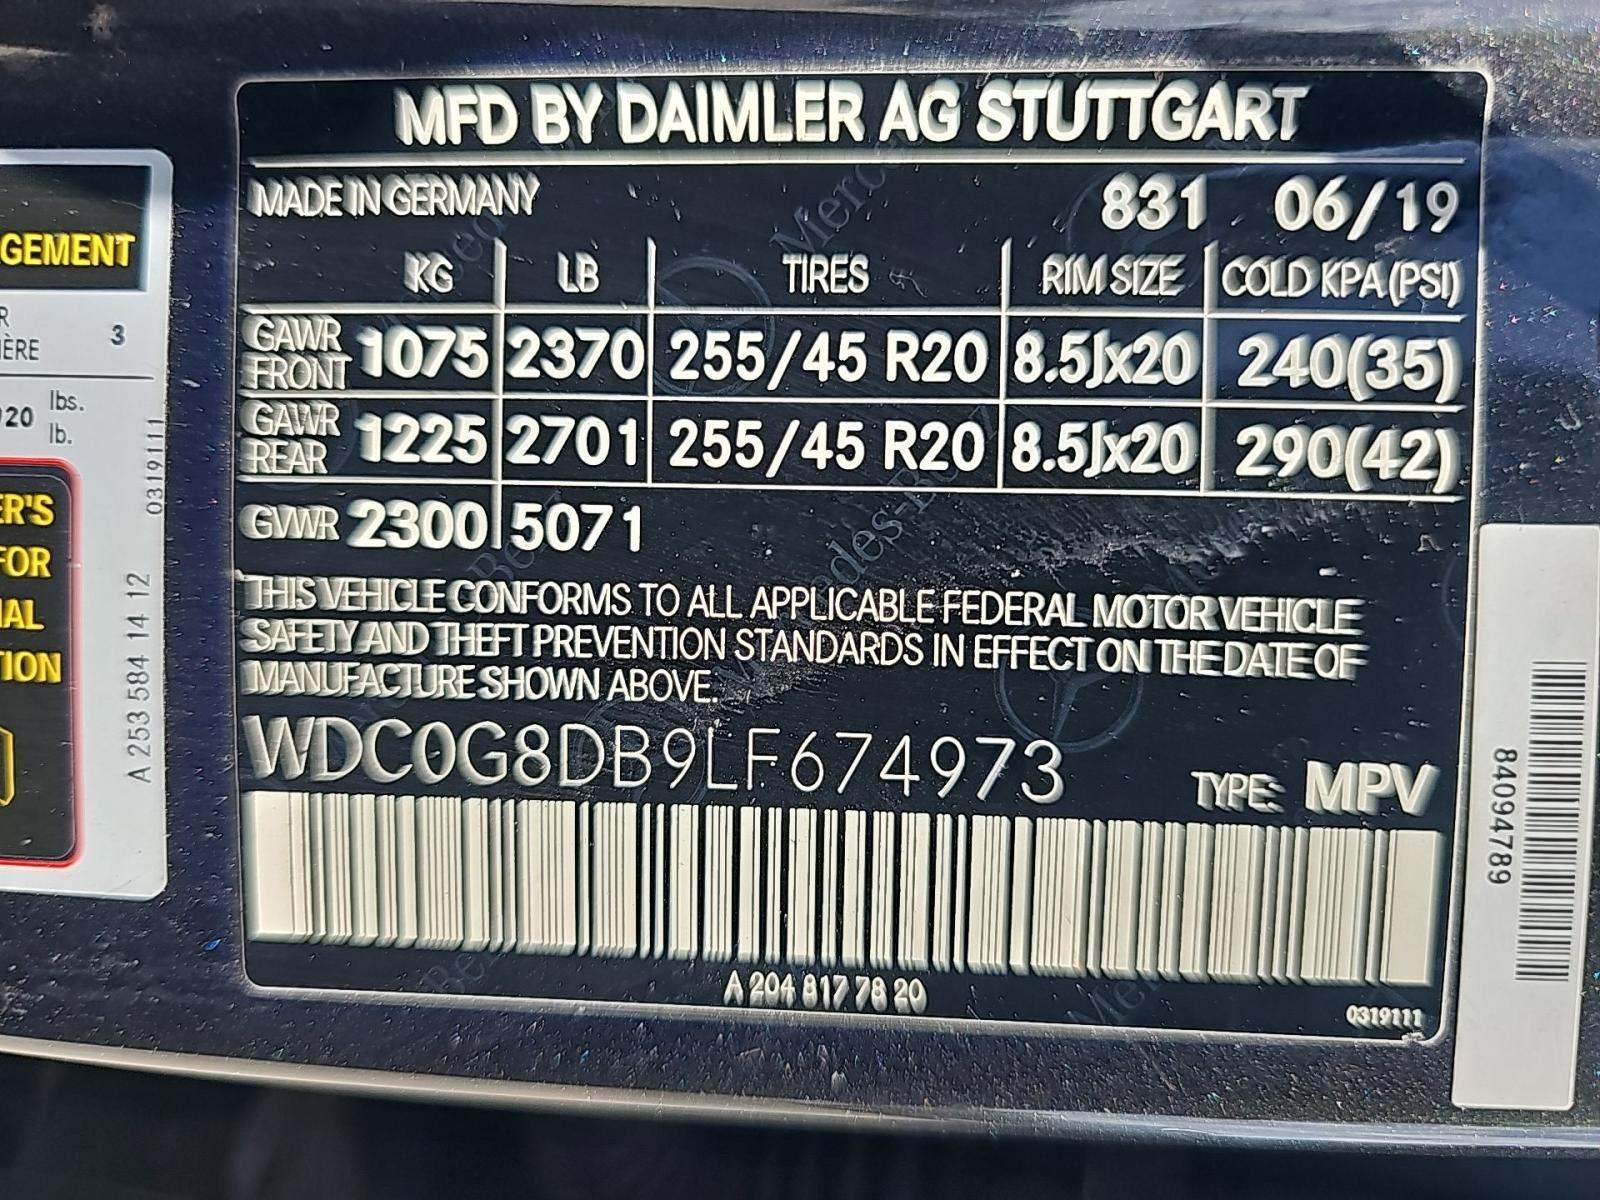 MFD BY DAIMLER AG STUTTGART
MADE IN GERMANY 831 06/19
KG LB TIRES RIM SIZE COLD KPA(PSI)
GAWR FRONT 1075 2370 255/45 R20 8.5Jx20 240(35)
GAWR REAR 1225 2701 255/45 R20 8.5Jx20 290(42)
GVWR 2300 5071
THIS VEHICLE CONFORMS TO ALL APPLICABLE FEDERAL MOTOR VEHICLE
SAFETY AND THEFT PREVENTION STANDARDS IN EFFECT ON THE DATE OF
MANUFACTURE SHOWN ABOVE.
WDC0G8DB9LF674973 TYPE: MPV
A 204 817 78 20
0319111
GEMENT
R
IÈRE 3
920 lbs.
lb.
ER'S
FOR
IAL
TION
A 253 584 14 12 0319111
84094789